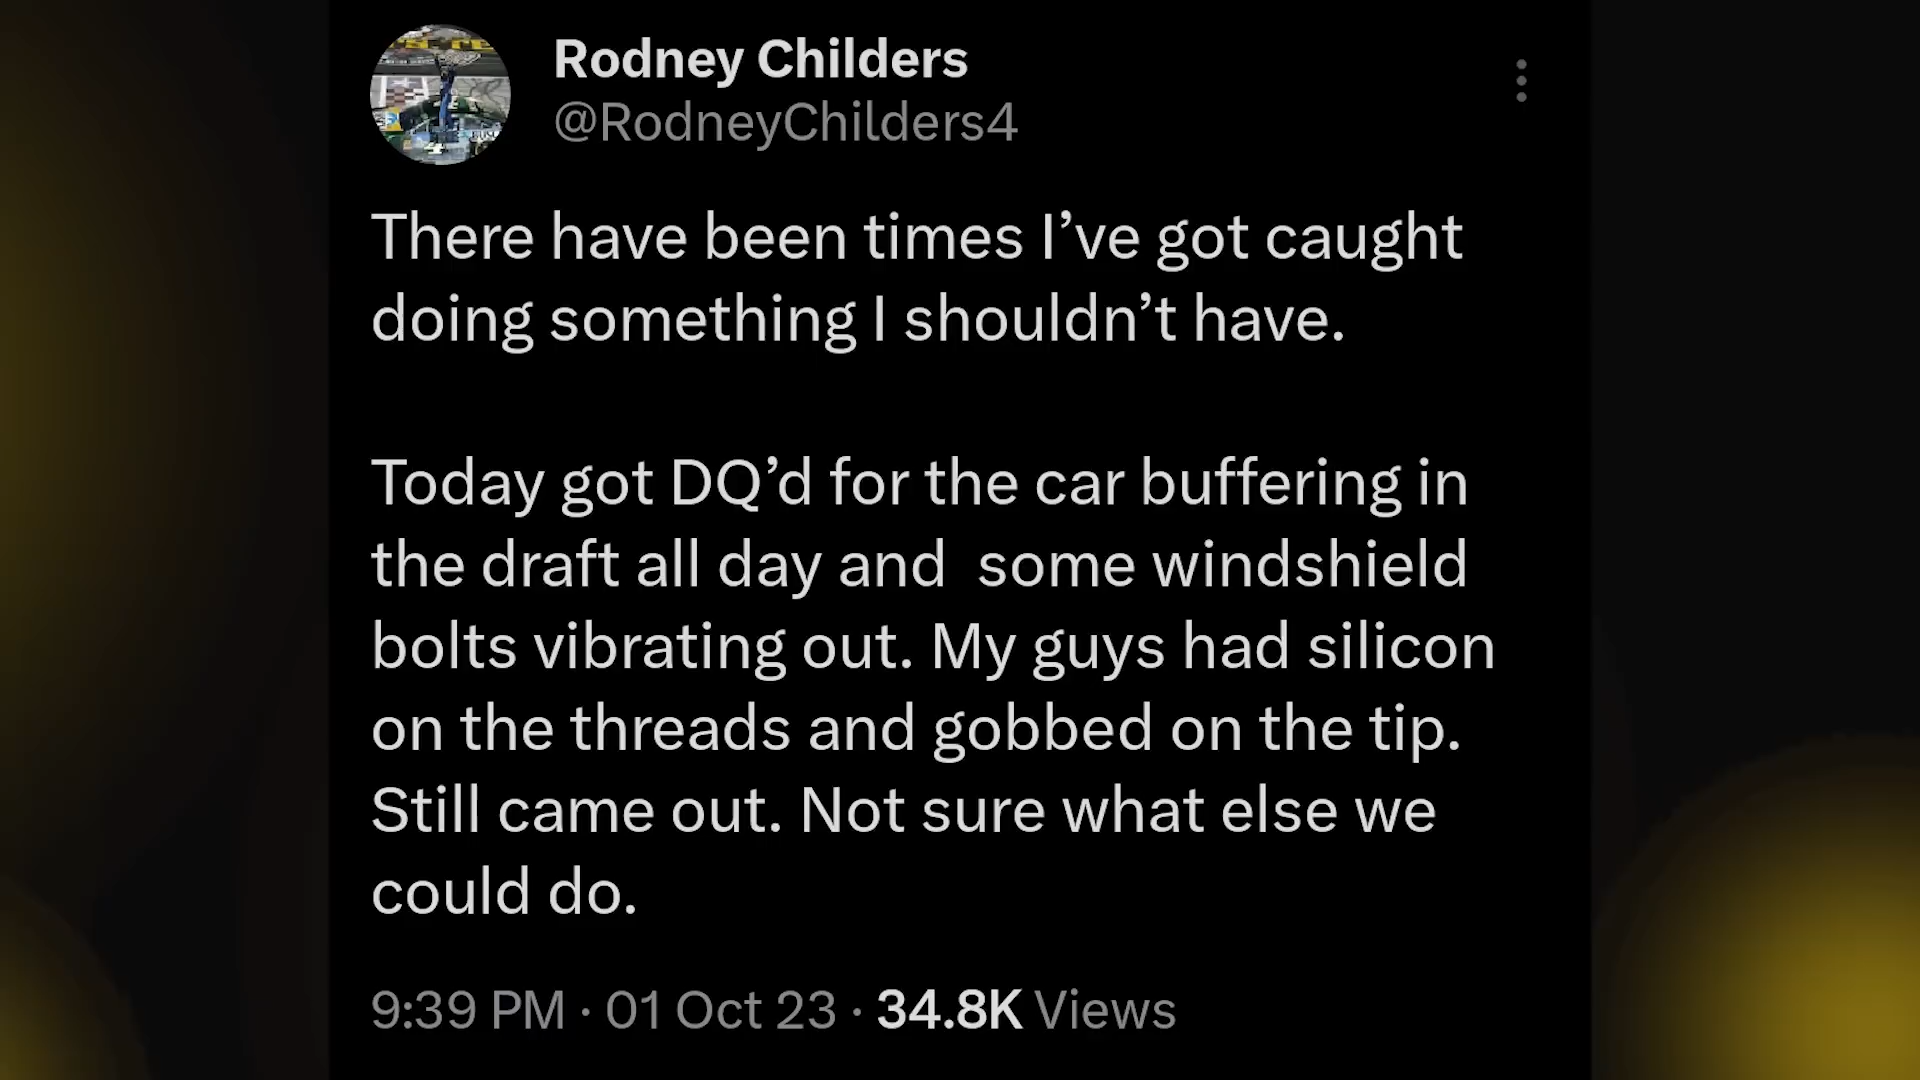 Rodney Childers
@RodneyChilders4
There have been times I’ve got caught
doing something I shouldn’t have.
Today got DQ’d for the car buffering in
the draft all day and  some windshield
bolts vibrating out. My guys had silicon
on the threads and gobbed on the tip.
Still came out. Not sure what else we
could do.
9:39 PM · 01 Oct 23 · 34.8K Views